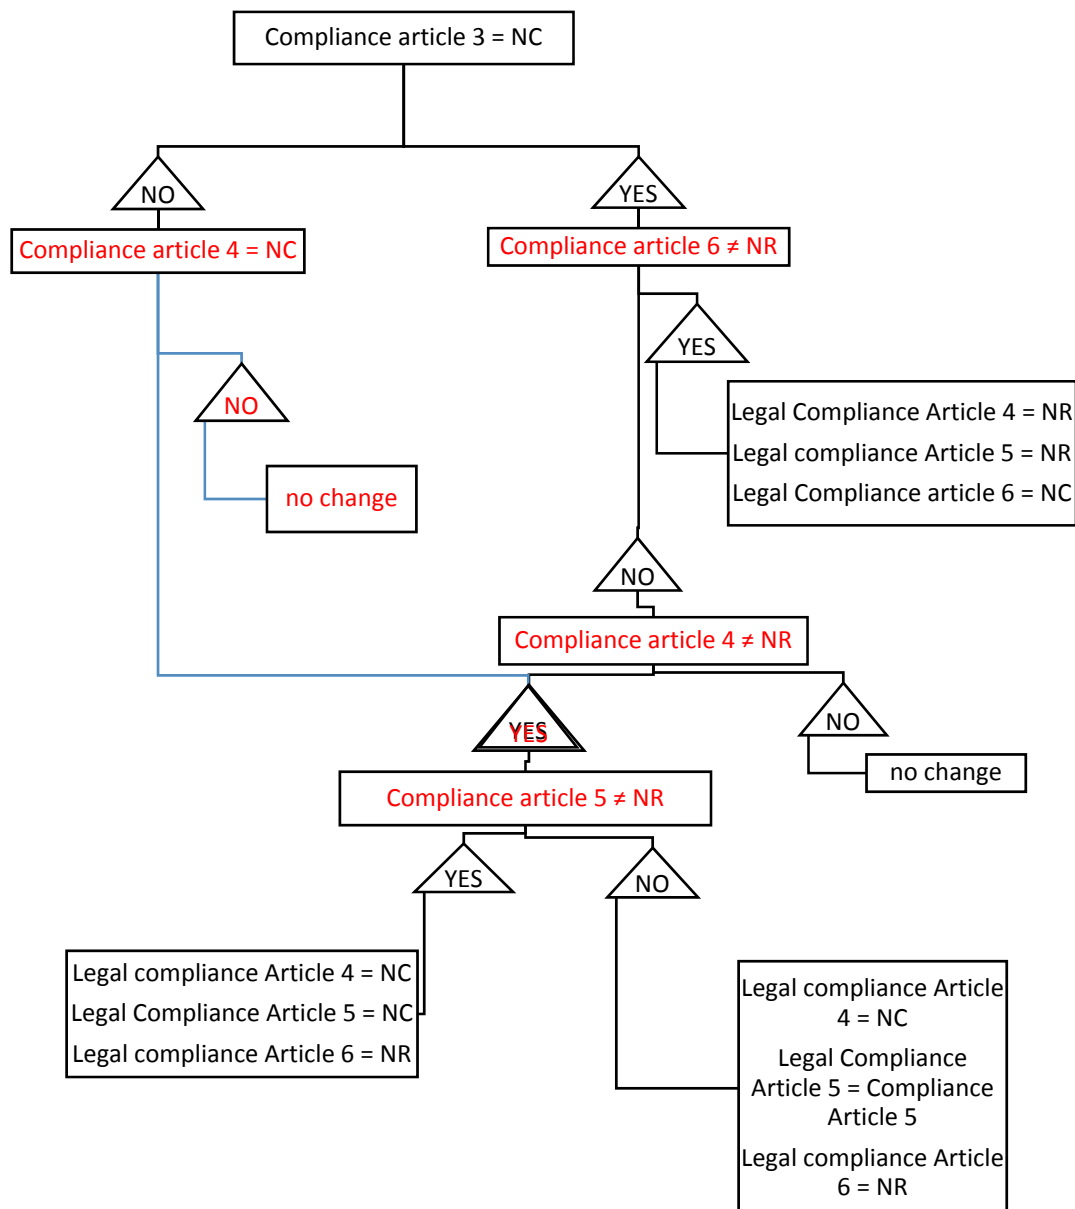 Compliance article 3 = NC
NO
YES
Compliance article 4 = NC
Compliance article 6 ≠ NR
YES
NO
Legal Compliance Article 4 = NR
Legal compliance Article 5 = NR
Legal Compliance article 6 = NC
no change
NO
Compliance article 4 ≠ NR
YES
YES
NO
no change
Compliance article 5 ≠ NR
YES
NO
Legal compliance Article 4 = NC
Legal Compliance Article 5 = NC
Legal compliance Article 6 = NR
Legal compliance Article
4 = NC
Legal Compliance
Article 5 = Compliance
Article 5
Legal compliance Article
6 = NR